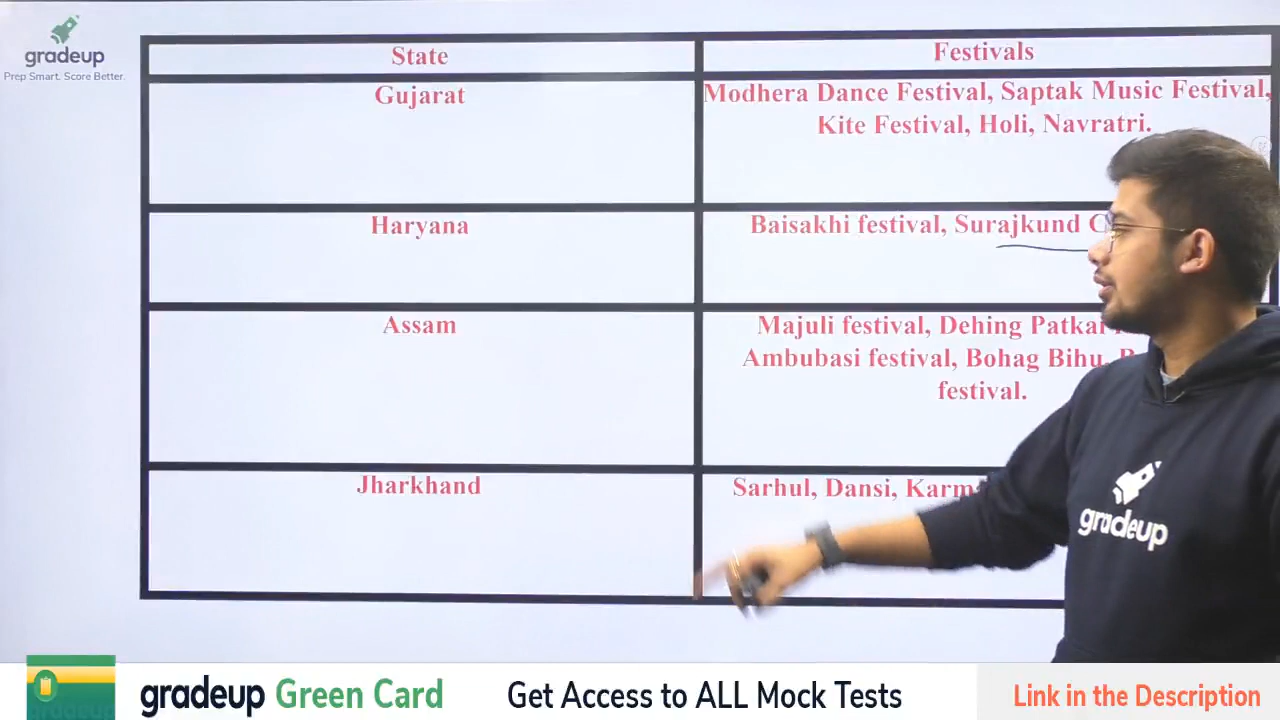 gradeup
Prep Smart. Score Better.
State
Festivals
Gujarat
Modhera Dance Festival, Saptak Music Festival,
Kite Festival, Holi, Navratri.
Haryana
Baisakhi festival, Surajkund
Assam
Majuli festival, Dehing Patkai
Ambubasi festival, Bohag Bihu,
festival.
Jharkhand
Sarhul, Dansi,
gradeup
gradeup Green Card
Get Access to ALL Mock Tests
Link in the Description